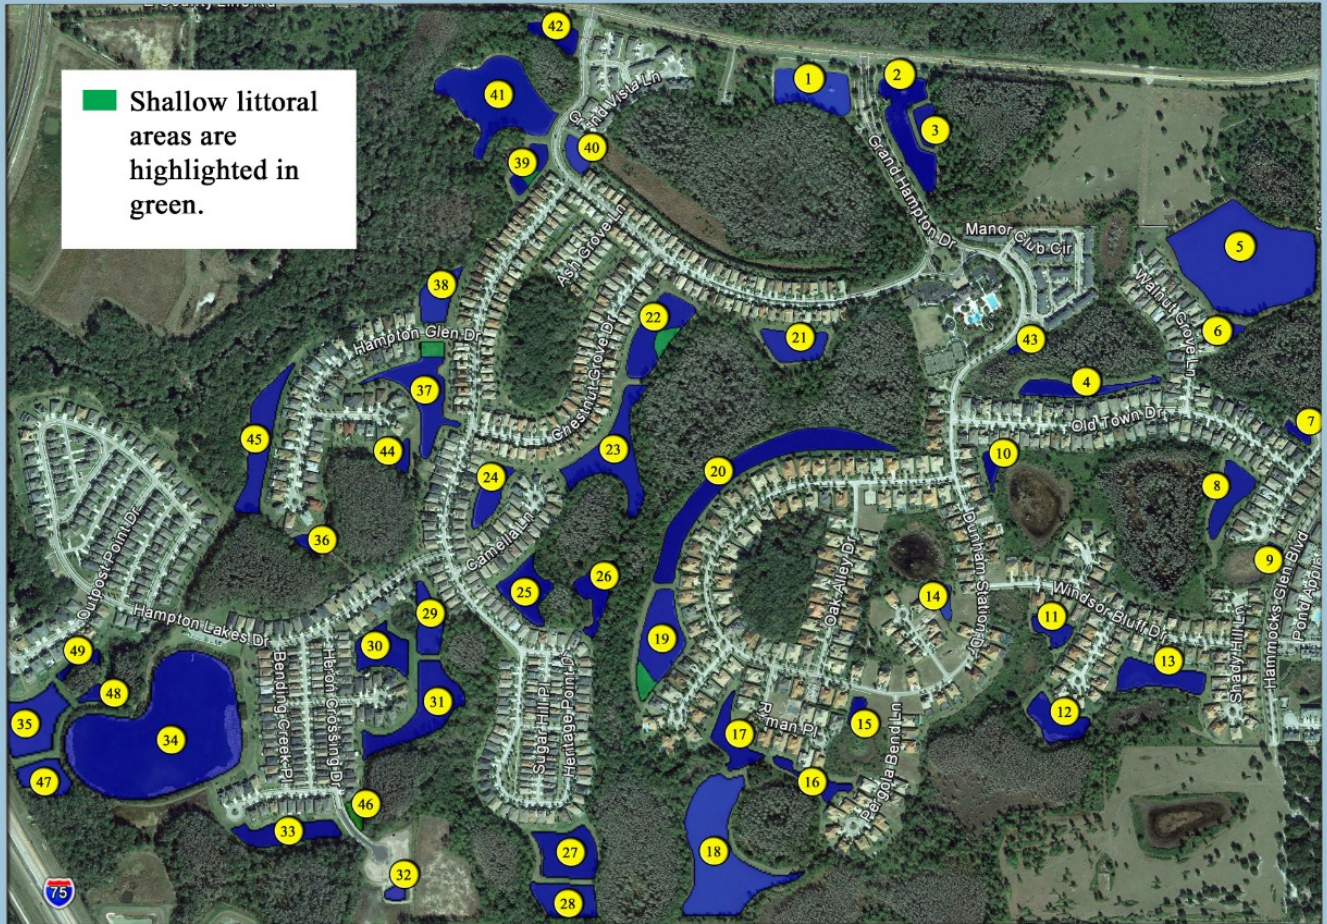 E County Line Rd
42
1
2
Shallow littoral
areas are
highlighted in
green.
41
Grand Vista Ln
3
39
40
Grand Hampton Dr
Ash Grove Ln
Manor Club Cir
5
38
22
Walnut Grove Ln
6
Hampton Glen Dr
21
43
Chestnut Grove Dr
4
37
Old Town Dr
7
45
44
23
10
20
24
8
Outpost Point Dr
36
Camellia Ln
Dunham Station Dr
Oak Alley Dr
9
Hammocks Glen Blvd
26
25
14
Windsor Bluff Dr
Hampton Lakes Dr
29
11
Shady Hill Ln
30
19
49
13
48
Bending Creek Pl
Heron Crossing Dr
31
Sugar Hill Pl
Heritage Point Dr
12
35
34
17
15
16
Pergola Bend Ln
47
46
33
27
18
32
75
28